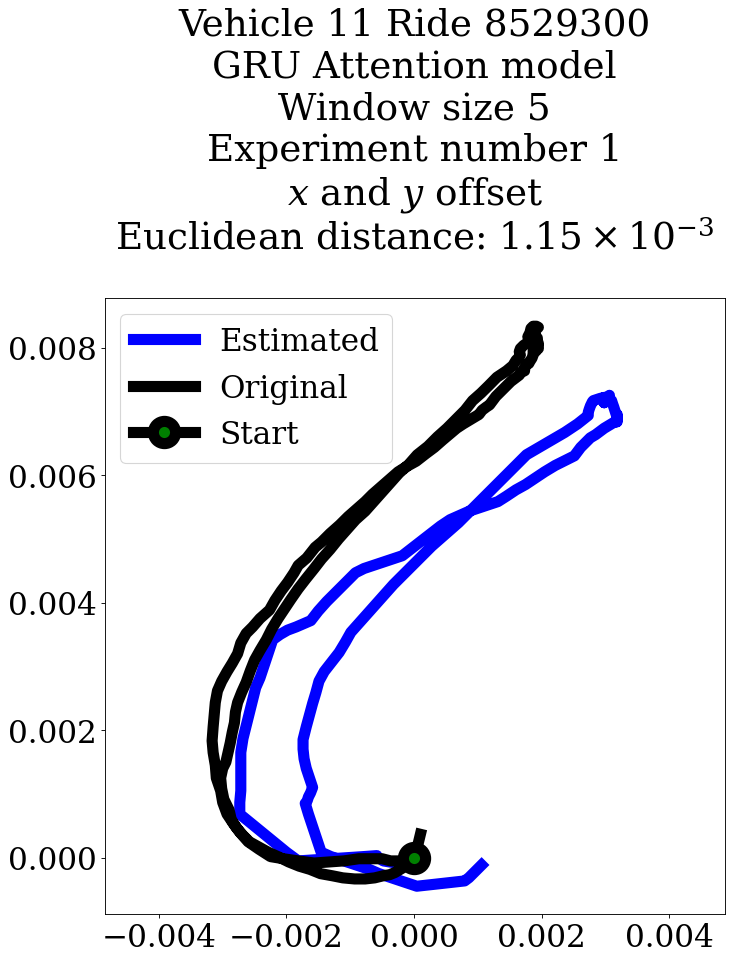 Vehicle 11 Ride 8529300
GRU Attention model
Window size 5
Experiment number 1
x and y offset
Euclidean distance: 1.15 × 10⁻³
Estimated
Original
Start
0.008
0.006
0.004
0.002
0.000
−0.004 −0.002 0.000 0.002 0.004